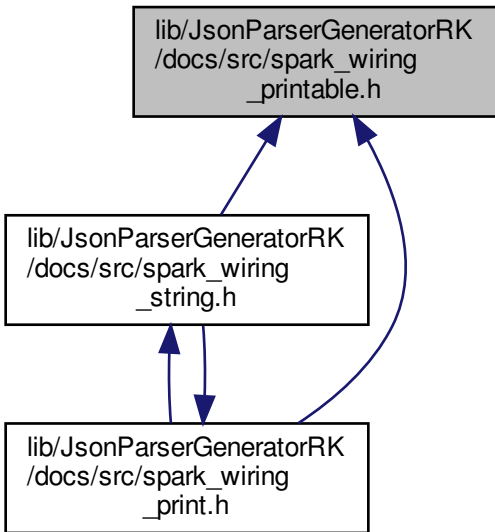 lib/JsonParserGeneratorRK
/docs/src/spark_wiring
_printable.h
lib/JsonParserGeneratorRK
/docs/src/spark_wiring
_string.h
lib/JsonParserGeneratorRK
/docs/src/spark_wiring
_print.h